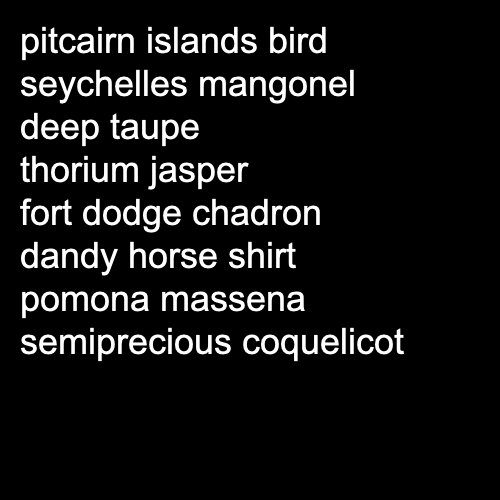 pitcairn islands bird
seychelles mangonel
deep taupe
thorium jasper
fort dodge chadron
dandy horse shirt
pomona massena
semiprecious coquelicot